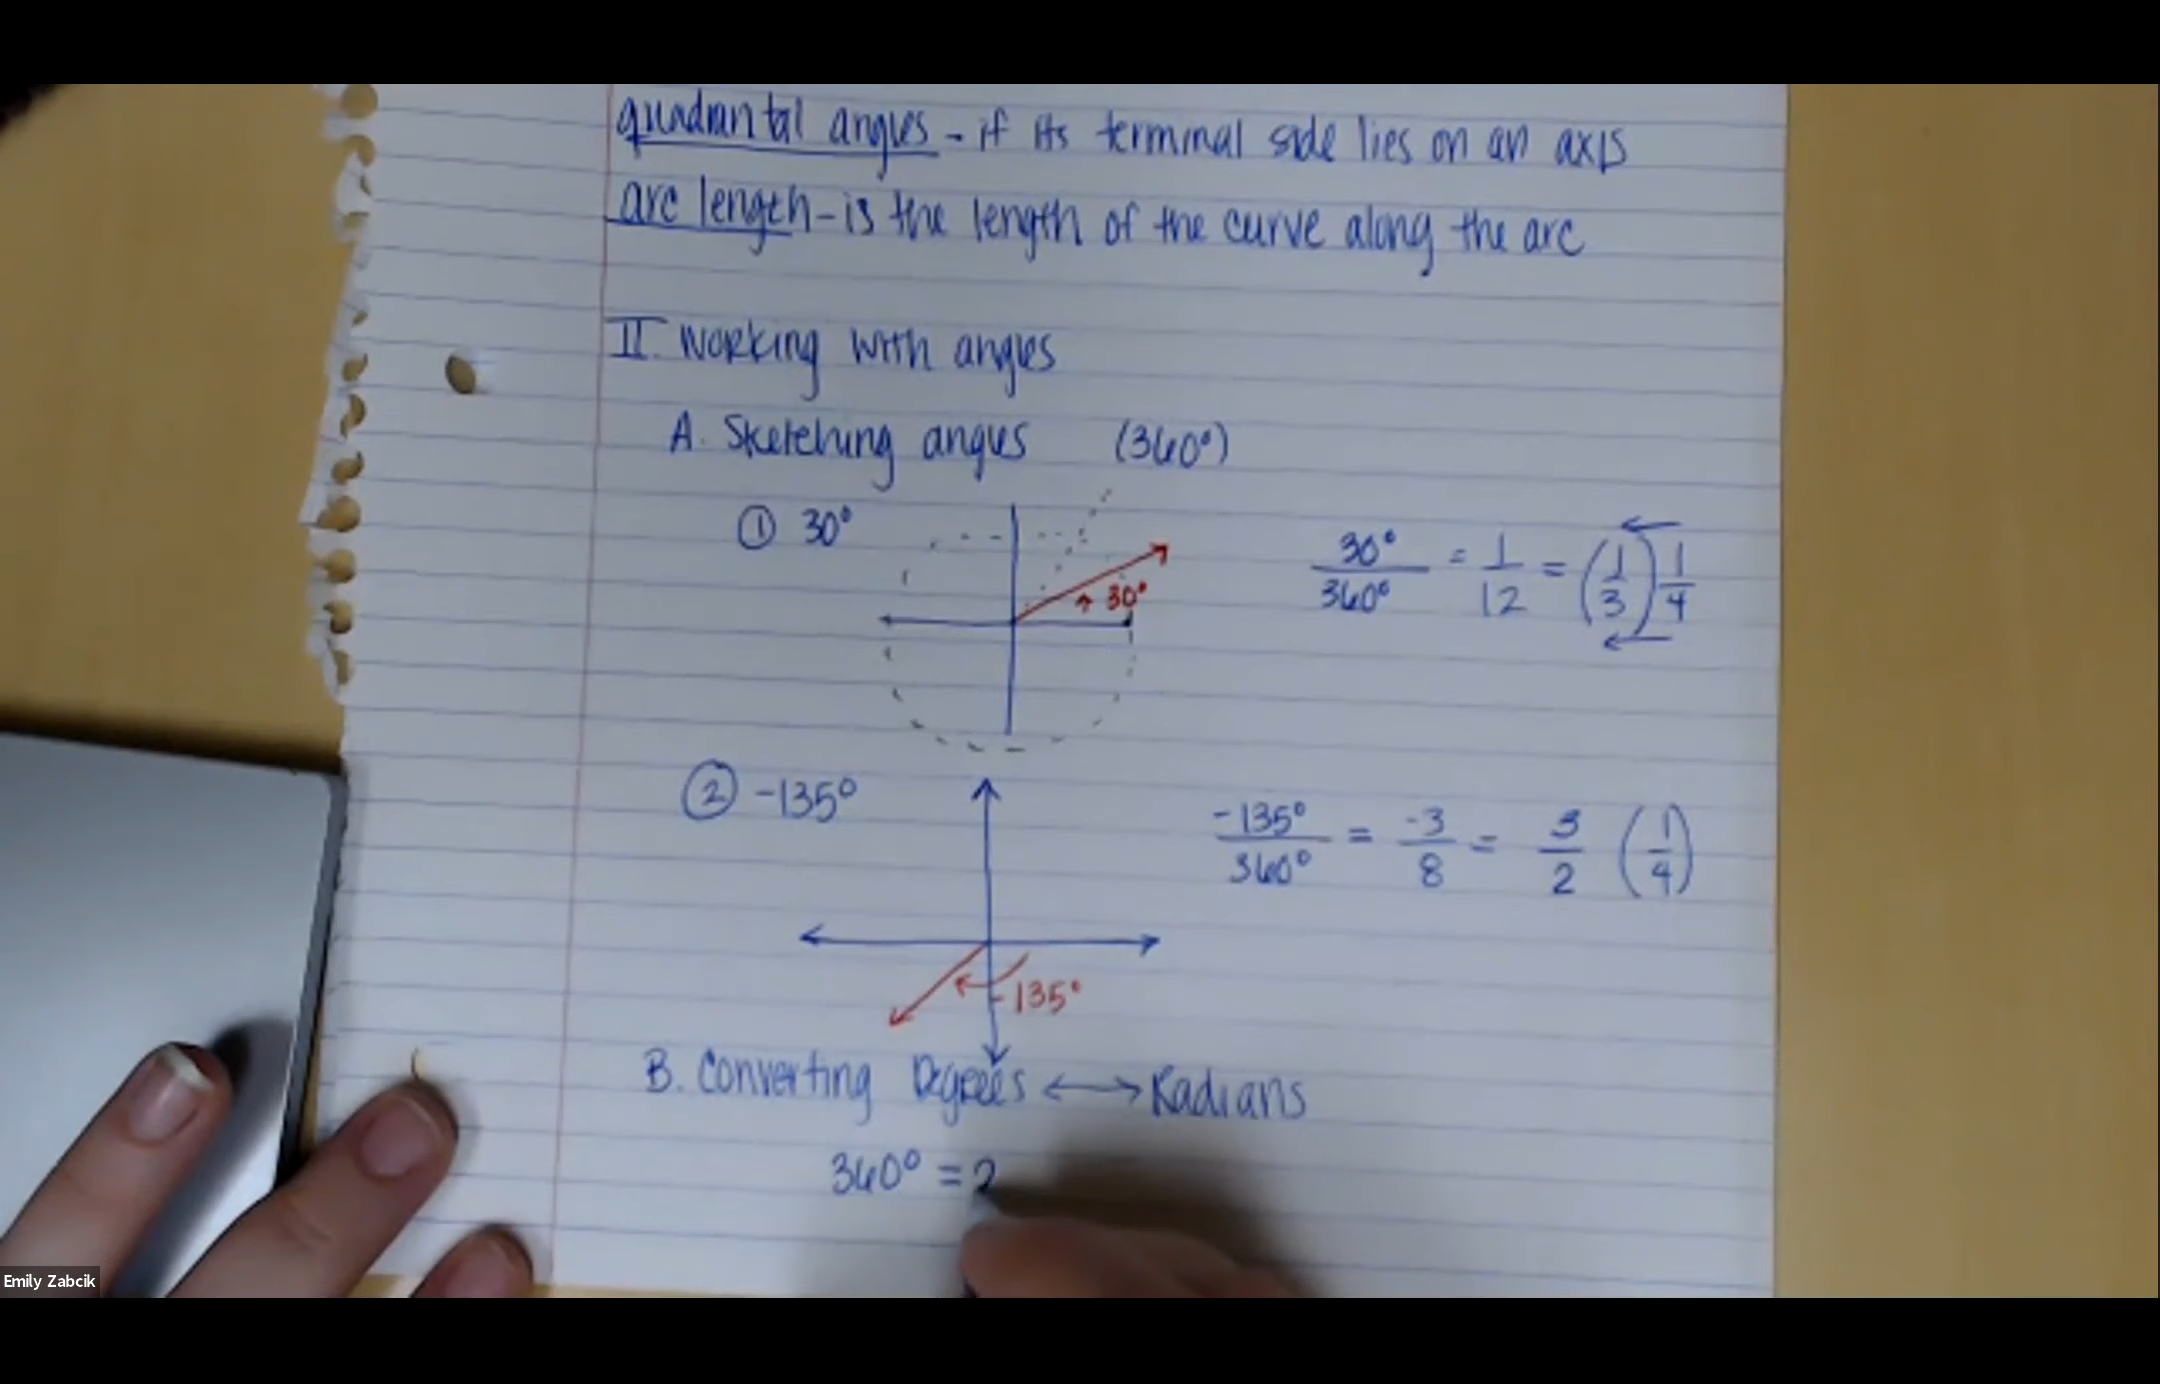 quadrantal angles - if its terminal side lies on an axis
arc length - is the length of the curve along the arc
II. Working with angles
A. Sketching angles (360°)
① 30°
30°
30°/360° = 1/12 = (1/3) 1/4
② -135°
-135°/360° = -3/8 = 3/2 (1/4)
-135°
B. Converting Degrees ↔ Radians
360° = 2
Emily Zabcik